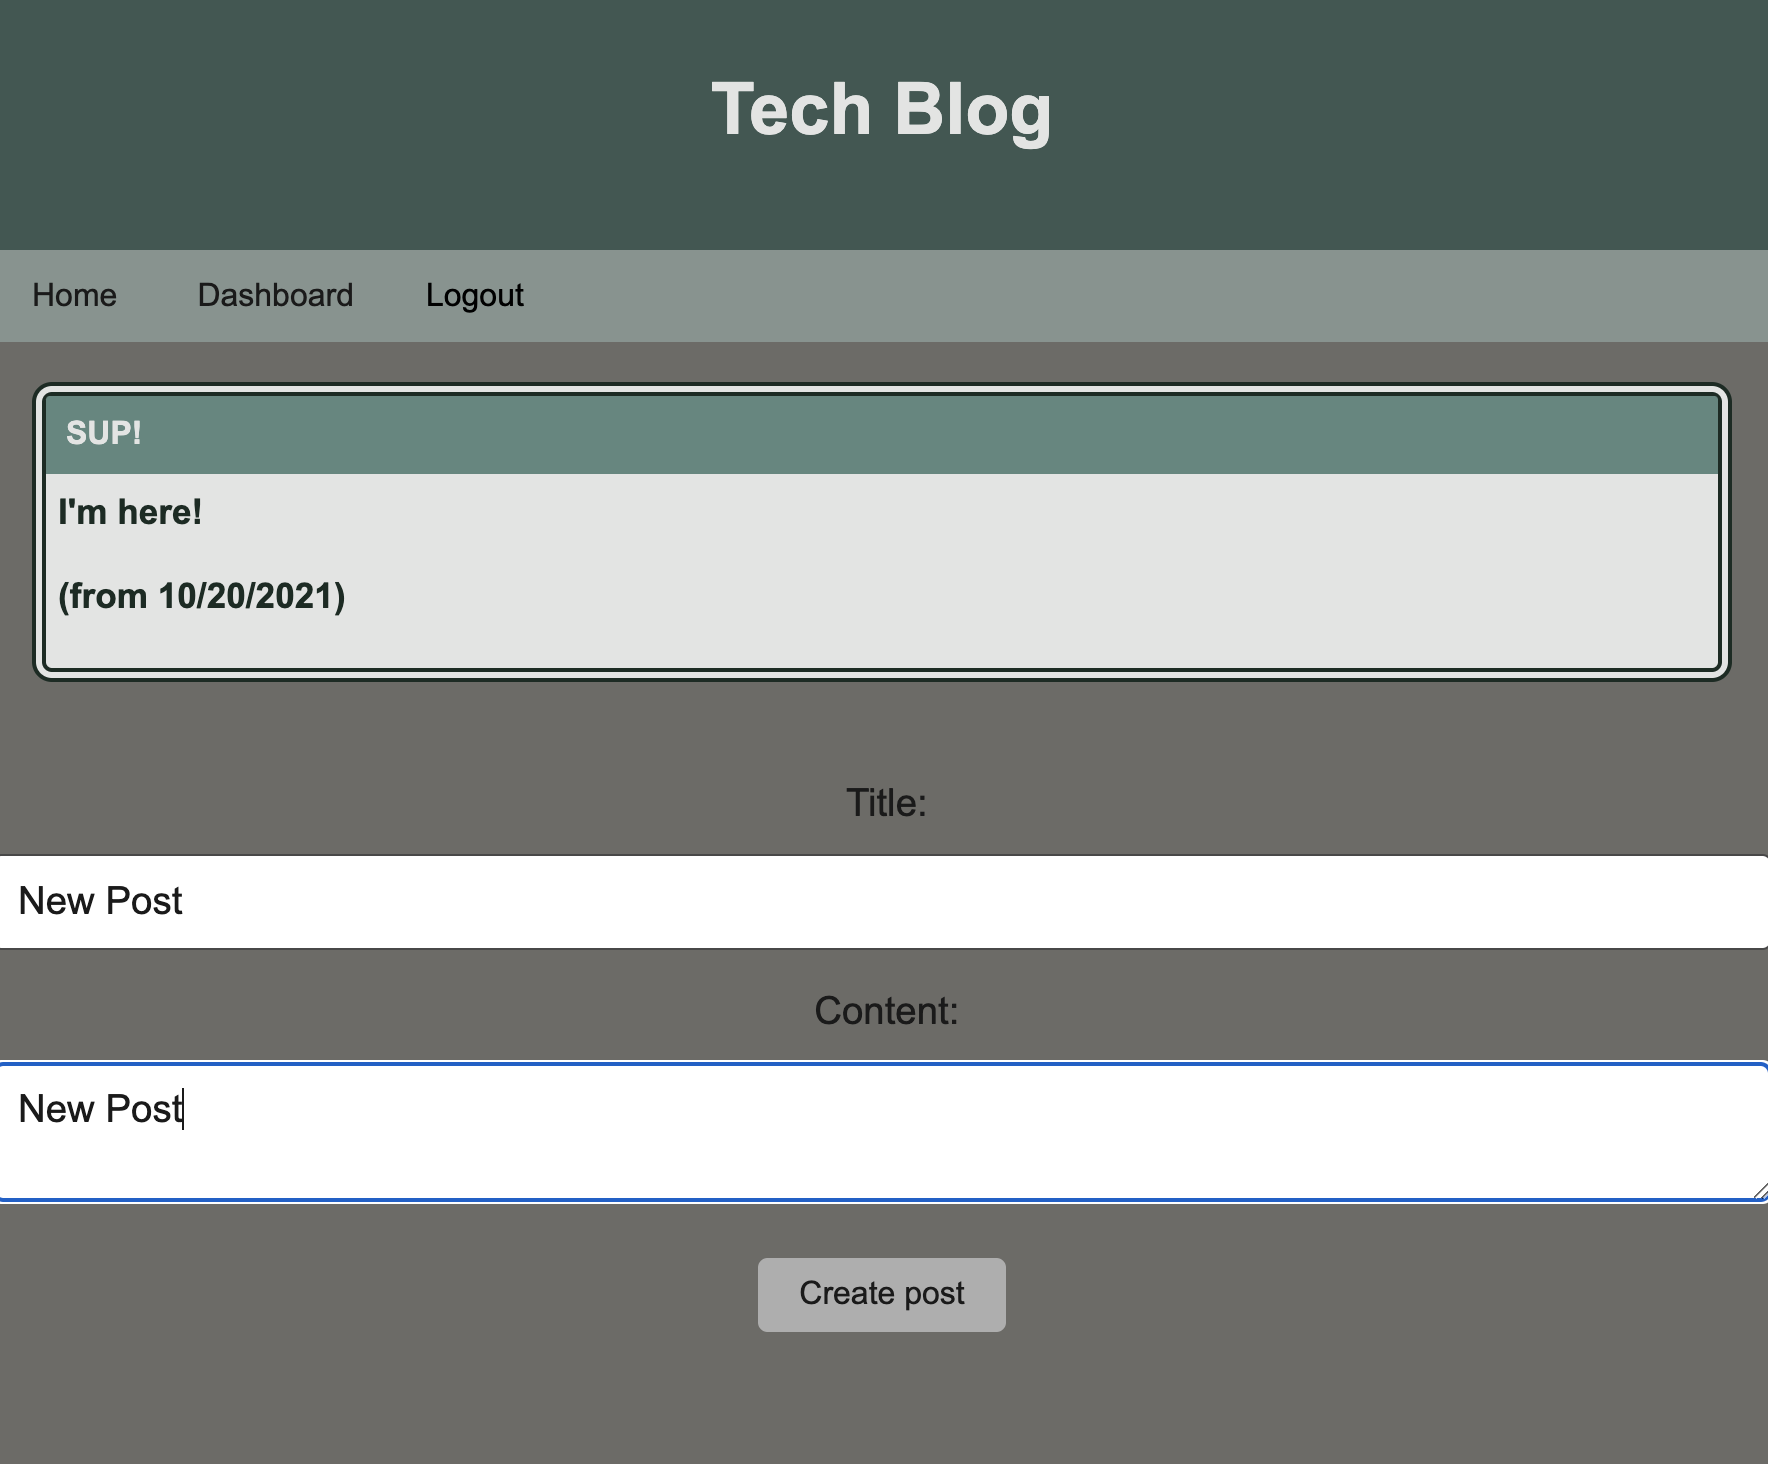 Tech Blog
Home Dashboard Logout
SUP!
I'm here!
(from 10/20/2021)
Title:
New Post
Content:
New Post
Create post